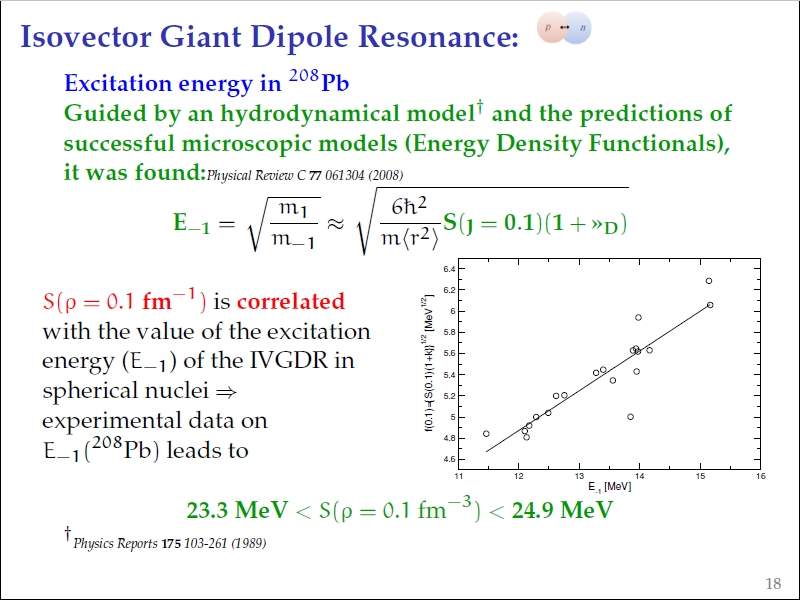 Isovector Giant Dipole Resonance:
p ↔ n
Excitation energy in ²⁰⁸Pb
Guided by an hydrodynamical model† and the predictions of
successful microscopic models (Energy Density Functionals),
it was found:Physical Review C 77 061304 (2008)
E₋₁ = √(m₁/m₋₁) ≈ √(6ħ²/m⟨r²⟩ S(ȷ = 0.1)(1 + »D))
S(ρ = 0.1 fm⁻¹) is correlated
with the value of the excitation
energy (E₋₁) of the IVGDR in
spherical nuclei ⇒
experimental data on
E₋₁(²⁰⁸Pb) leads to
f(0.1)={S(0.1)(1+k)}^1/2 [MeV^1/2]
6.4
6.2
6
5.8
5.6
5.4
5.2
5
4.8
4.6
11 12 13 14 15 16
E₋₁ [MeV]
23.3 MeV < S(ρ = 0.1 fm⁻³) < 24.9 MeV
† Physics Reports 175 103-261 (1989)
18